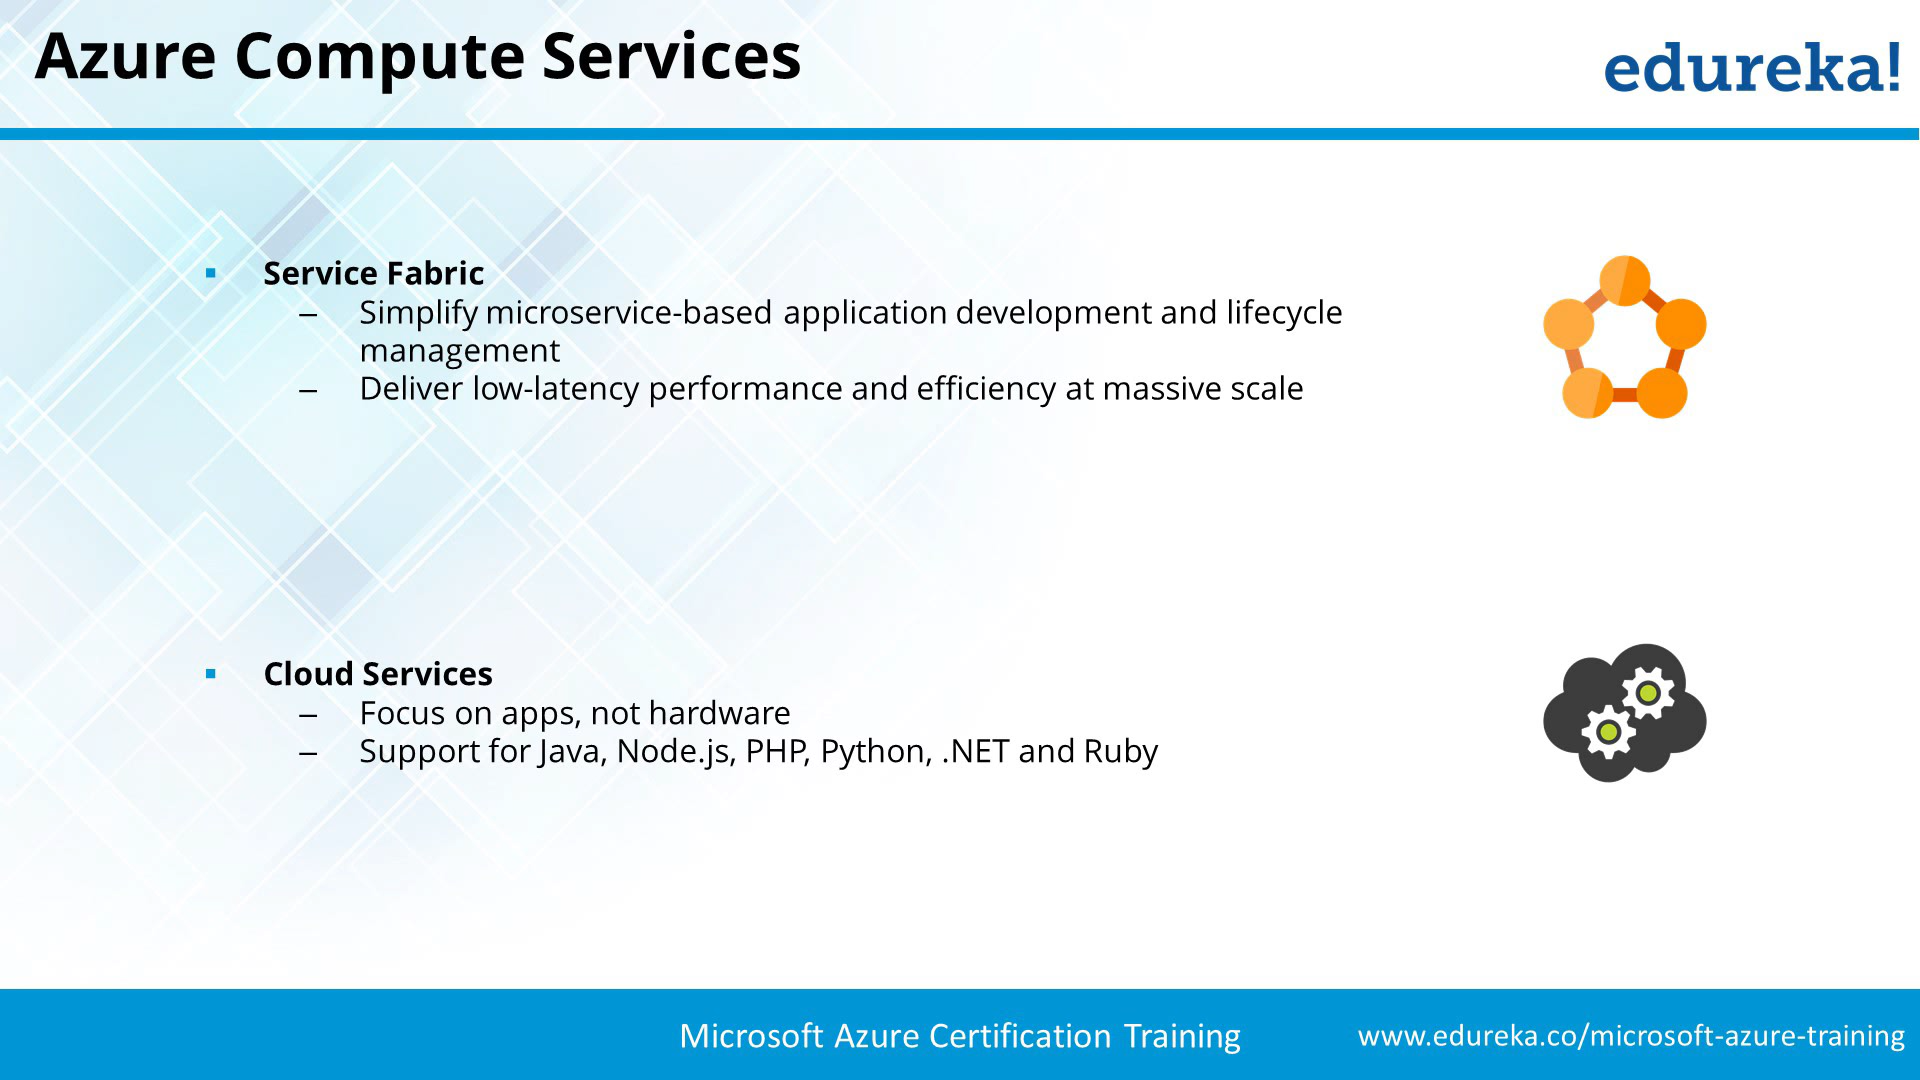 Azure Compute Services
edureka!
▪ Service Fabric
– Simplify microservice-based application development and lifecycle
management
– Deliver low-latency performance and efficiency at massive scale
▪ Cloud Services
– Focus on apps, not hardware
– Support for Java, Node.js, PHP, Python, .NET and Ruby
Microsoft Azure Certification Training
www.edureka.co/microsoft-azure-training